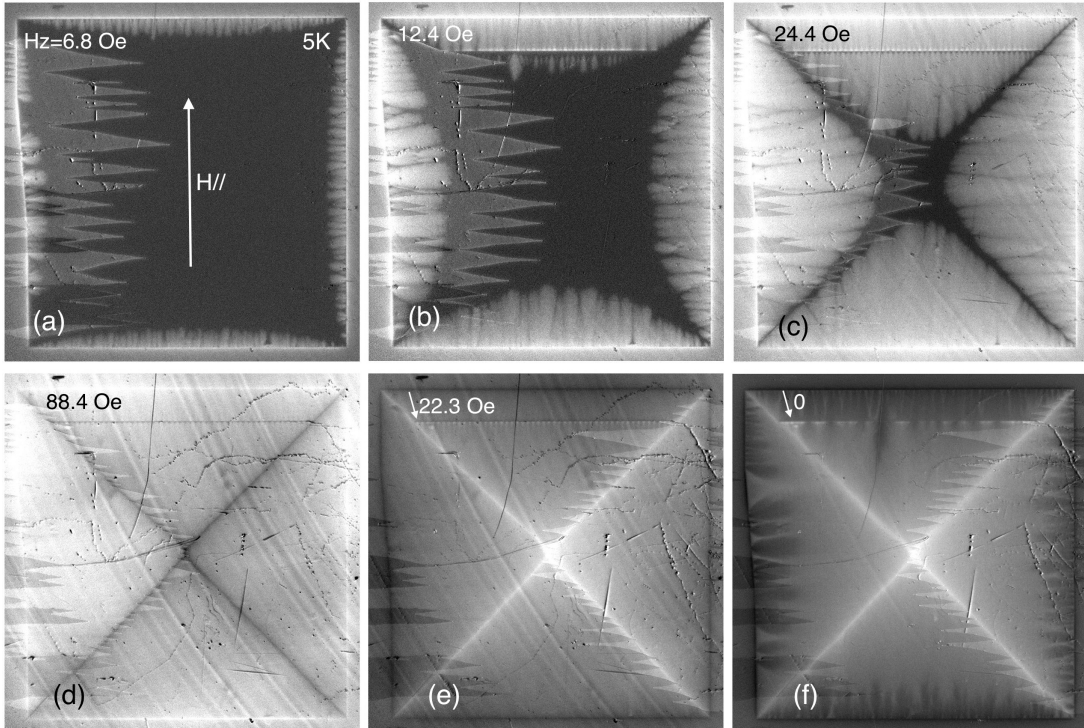 Hz=6.8 Oe
5K
H//
(a)
12.4 Oe
(b)
24.4 Oe
(c)
88.4 Oe
(d)
22.3 Oe
(e)
0
(f)